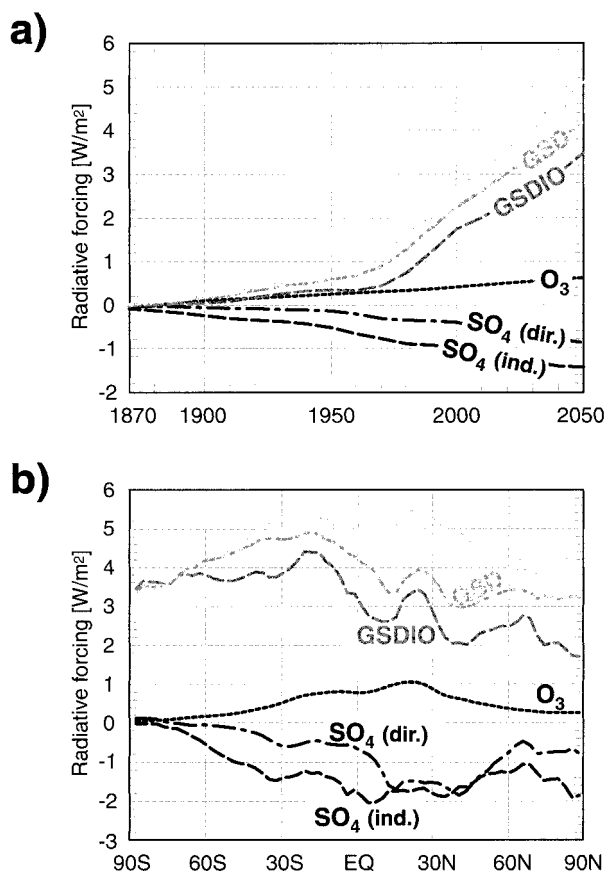 a)
Radiative forcing [W/m²]
6
5
4
3
2
1
0
-1
-2
GSD
GSDIO
O₃
SO₄ (dir.)
SO₄ (ind.)
1870 1900 1950 2000 2050
b)
Radiative forcing [W/m²]
6
5
4
3
2
1
0
-1
-2
-3
GSD
GSDIO
O₃
SO₄ (dir.)
SO₄ (ind.)
90S 60S 30S EQ 30N 60N 90N